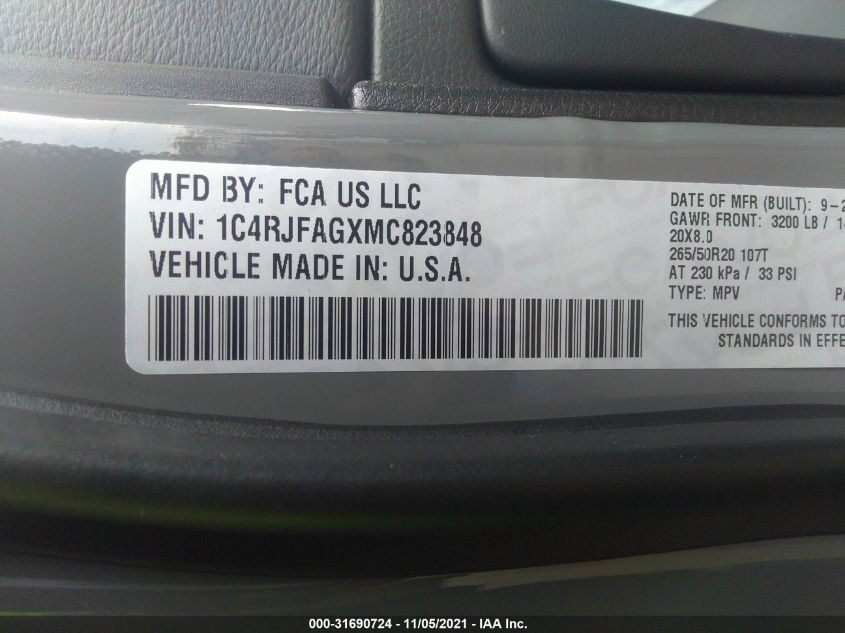 MFD BY: FCA US LLC
VIN: 1C4RJFAGXMC823848
VEHICLE MADE IN: U.S.A.
DATE OF MFR (BUILT): 9-2
GAWR FRONT: 3200 LB /
20X8.0
265/50R20 107T
AT 230 kPa / 33 PSI
TYPE: MPV
THIS VEHICLE CONFORMS TO
STANDARDS IN EFFE
000-31690724 - 11/05/2021 - IAA Inc.